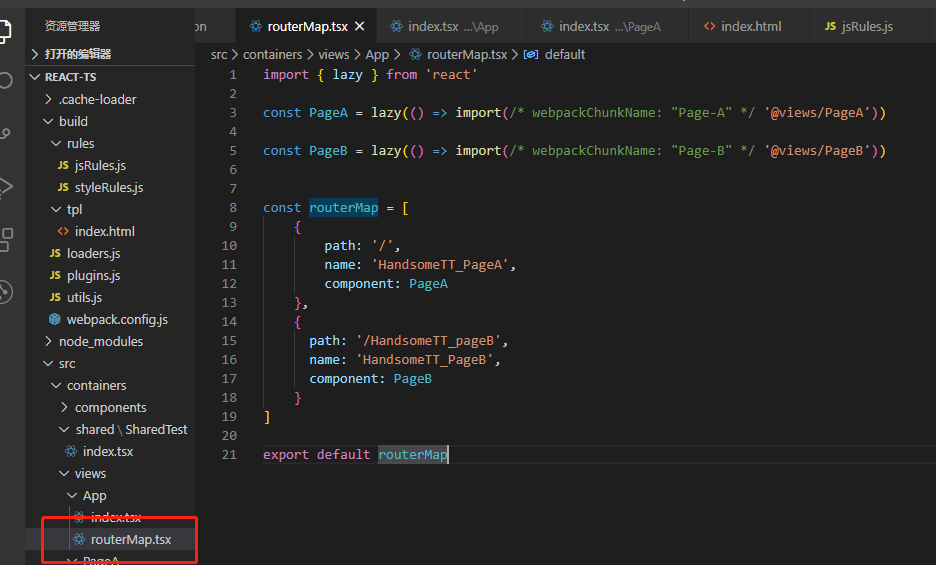 资源管理器
打开的编辑器
REACT-TS
.cache-loader
build
rules
JS jsRules.js
JS styleRules.js
tpl
<> index.html
JS loaders.js
JS plugins.js
JS utils.js
webpack.config.js
node_modules
src
containers
components
shared \ SharedTest
index.tsx
views
App
index.tsx
routerMap.tsx
PageA
on routerMap.tsx × index.tsx ...\App index.tsx ...\PageA <> index.html JS jsRules.js
src > containers > views > App > routerMap.tsx > default
1 import { lazy } from 'react'
2
3 const PageA = lazy(() => import(/* webpackChunkName: "Page-A" */ '@views/PageA'))
4
5 const PageB = lazy(() => import(/* webpackChunkName: "Page-B" */ '@views/PageB'))
6
7
8 const routerMap = [
9 {
10 path: '/',
11 name: 'HandsomeTT_PageA',
12 component: PageA
13 },
14 {
15 path: '/HandsomeTT_pageB',
16 name: 'HandsomeTT_PageB',
17 component: PageB
18 }
19 ]
20
21 export default routerMap